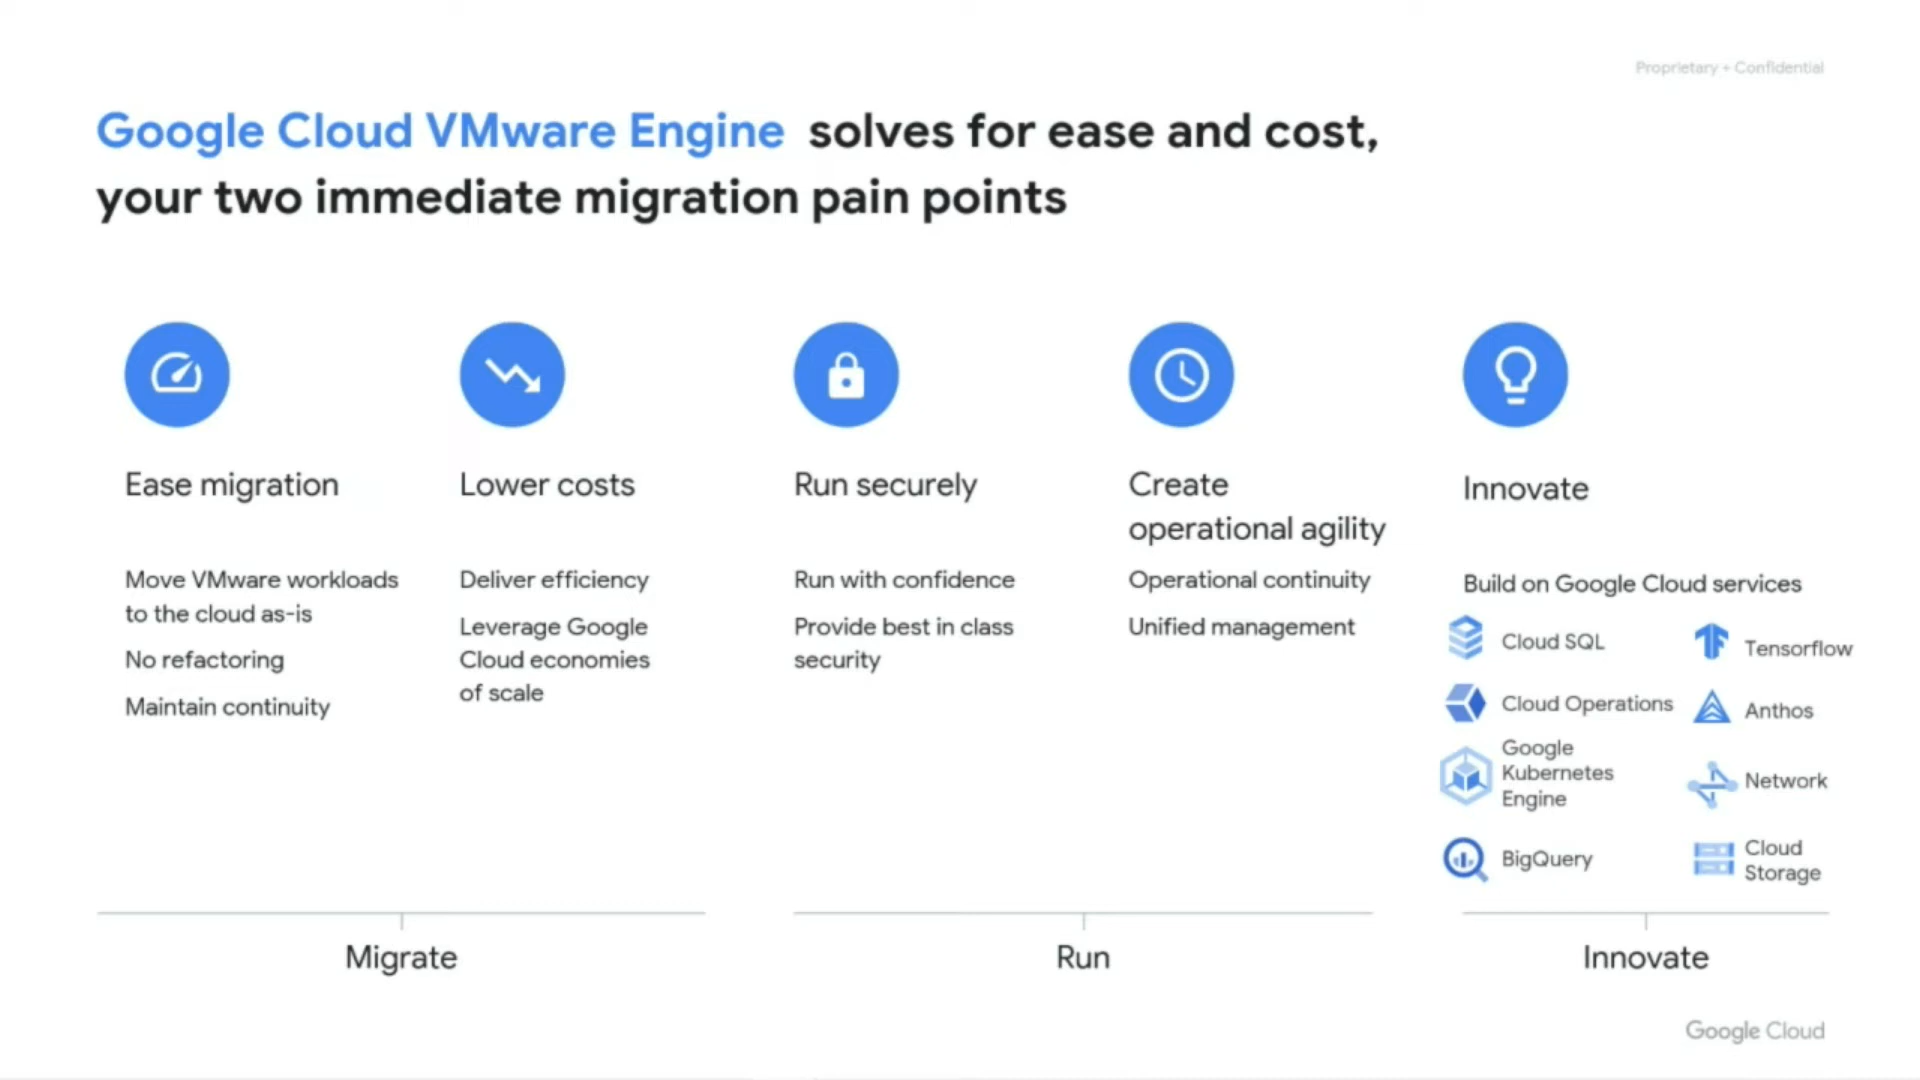 Proprietary + Confidential
Google Cloud VMware Engine solves for ease and cost,
your two immediate migration pain points
Ease migration
Move VMware workloads
to the cloud as-is
No refactoring
Maintain continuity
Lower costs
Deliver efficiency
Leverage Google
Cloud economies
of scale
Run securely
Run with confidence
Provide best in class
security
Create
operational agility
Operational continuity
Unified management
Innovate
Build on Google Cloud services
Cloud SQL
Tensorflow
Cloud Operations
Anthos
Google
Kubernetes
Engine
Network
BigQuery
Cloud
Storage
Migrate
Run
Innovate
Google Cloud